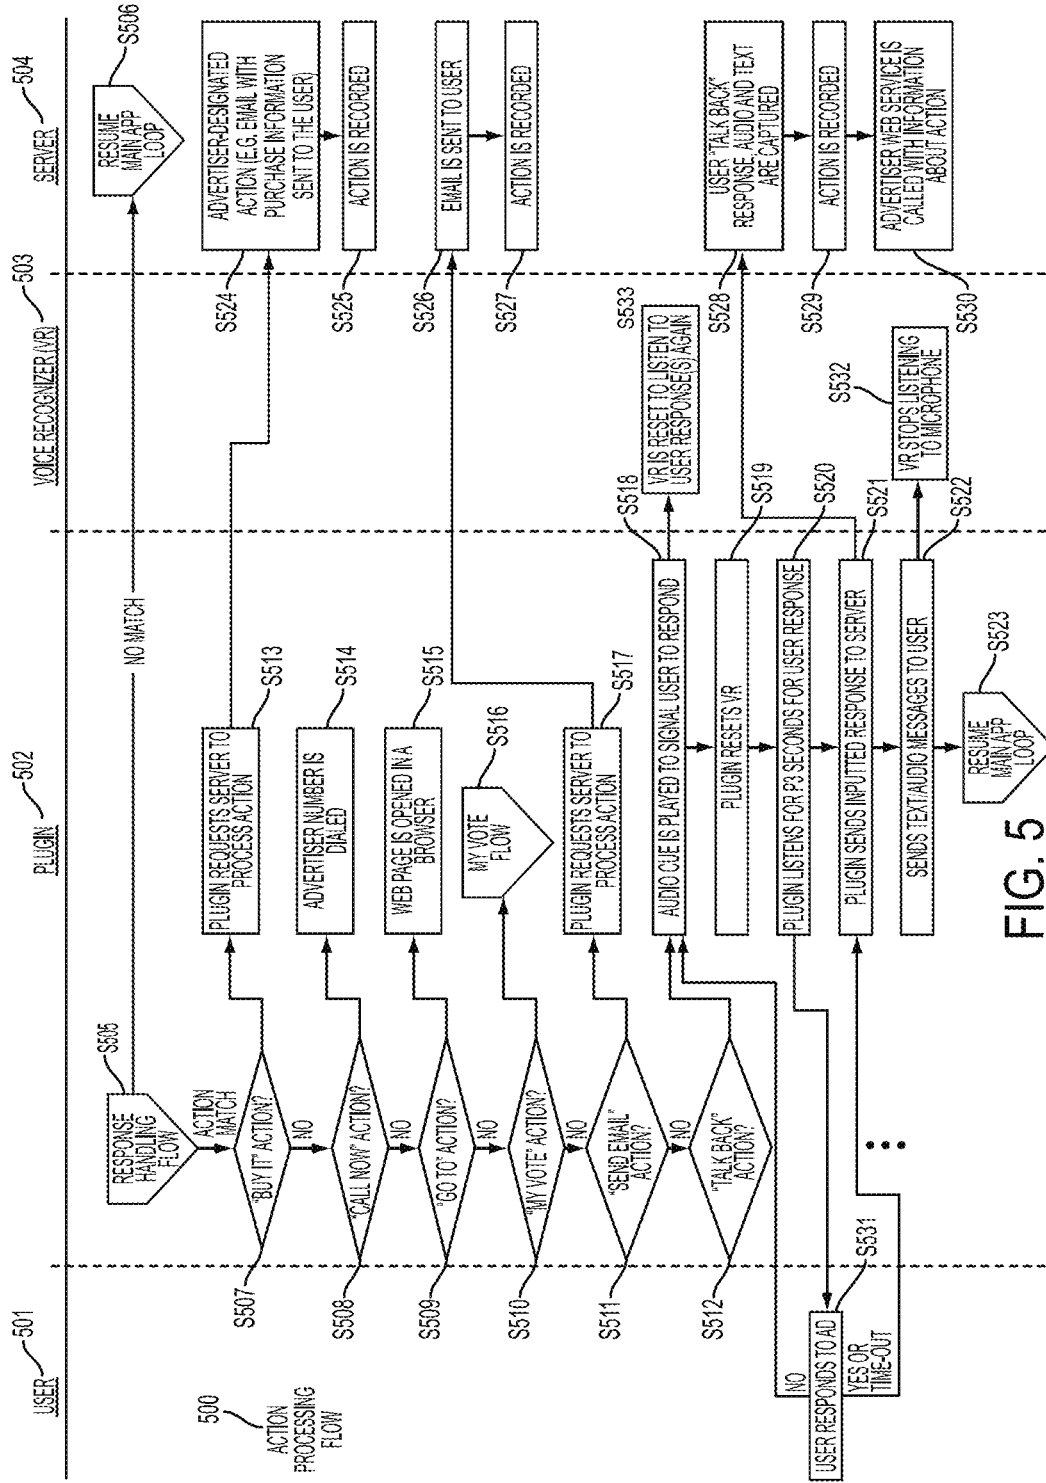 USER 501
PLUGIN 502
VOICE RECOGNIZER (VR) 503
SERVER 504
500
ACTION
PROCESSING
FLOW
RESPONSE
HANDLING
FLOW
S505
NO MATCH
RESUME
MAIN APP
LOOP
S506
ACTION
MATCH
"BUY IT" ACTION?
S507
NO
"CALL NOW" ACTION?
S508
NO
"GO TO" ACTION?
S509
NO
"MY VOTE" ACTION?
S510
NO
"SEND EMAIL"
ACTION?
S511
NO
"TALK BACK"
ACTION?
S512
PLUGIN REQUESTS SERVER TO
PROCESS ACTION
S513
ADVERTISER NUMBER IS
DIALED
S514
WEB PAGE IS OPENED IN A
BROWSER
S515
MY VOTE
FLOW
S516
PLUGIN REQUESTS SERVER TO
PROCESS ACTION
S517
AUDIO CUE IS PLAYED TO SIGNAL USER TO RESPOND
S518
PLUGIN RESETS VR
S519
PLUGIN LISTENS FOR P3 SECONDS FOR USER RESPONSE
S520
PLUGIN SENDS INPUTTED RESPONSE TO SERVER
S521
SENDS TEXT/AUDIO MESSAGES TO USER
S522
RESUME
MAIN APP
LOOP
S523
ADVERTISER-DESIGNATED
ACTION (E.G. EMAIL WITH
PURCHASE INFORMATION
SENT TO THE USER)
S524
ACTION IS RECORDED
S525
EMAIL IS SENT TO USER
S526
ACTION IS RECORDED
S527
USER "TALK BACK"
RESPONSE, AUDIO AND TEXT
ARE CAPTURED
S528
ACTION IS RECORDED
S529
ADVERTISER WEB SERVICE IS
CALLED WITH INFORMATION
ABOUT ACTION
S530
USER RESPONDS TO AD
S531
NO
YES OR
TIME-OUT
VR STOPS LISTENING
TO MICROPHONE
S532
VR IS RESET TO LISTEN TO
USER RESPONSE(S) AGAIN
S533
FIG. 5